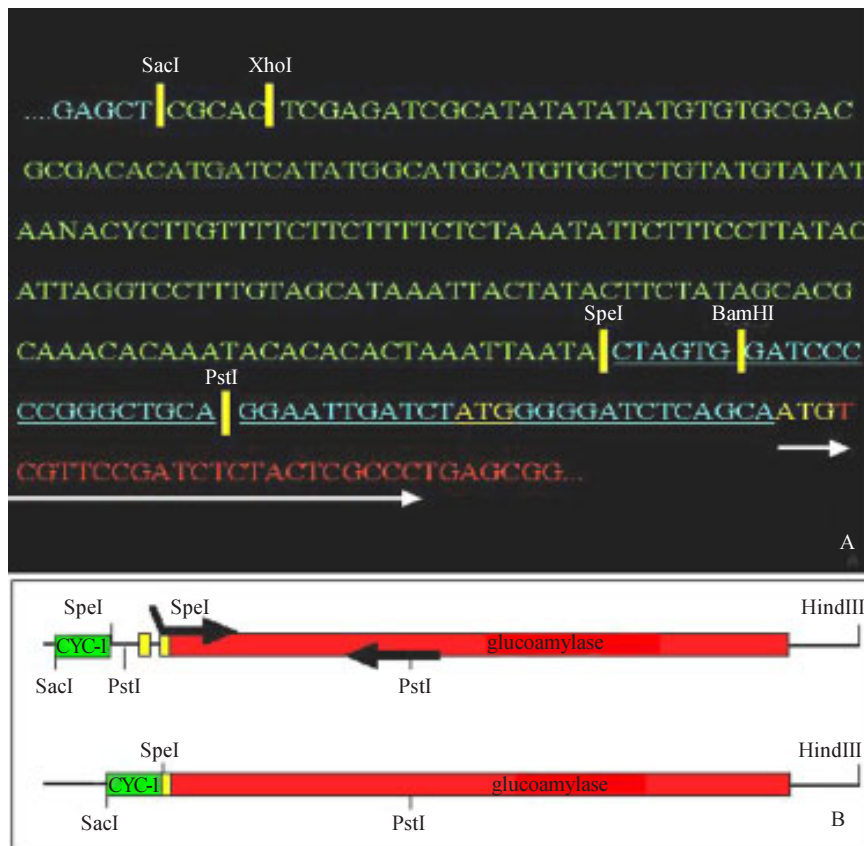 SacI XhoI
....GAGCT CGCAC TCGAGATCGCATATATATATGTGTGCGAC
GCGACACATGATCATATGGCATGCATGTGCTCTGTATGTATAT
AANACYCTTGTTTTCTTCTTTTCTCTAAATATTCTTTCCTTATAC
ATTAGGTCCTTTGTAGCATAAATTACTATACTTCTATAGCACG
SpeI BamHI
CAAACACAAATACACACACTAAATTAATA CTAGTG GATCCC
PstI
CCGGGCTGCA GGAATTGATCTATGGGGGATCTCAGCAATGT
CGTTCCGATCTCTACTCGCCCTGAGCGG...
A
SpeI SpeI HindIII
CYC-1 glucoamylase
SacI PstI PstI
SpeI HindIII
CYC-1 glucoamylase
SacI PstI B